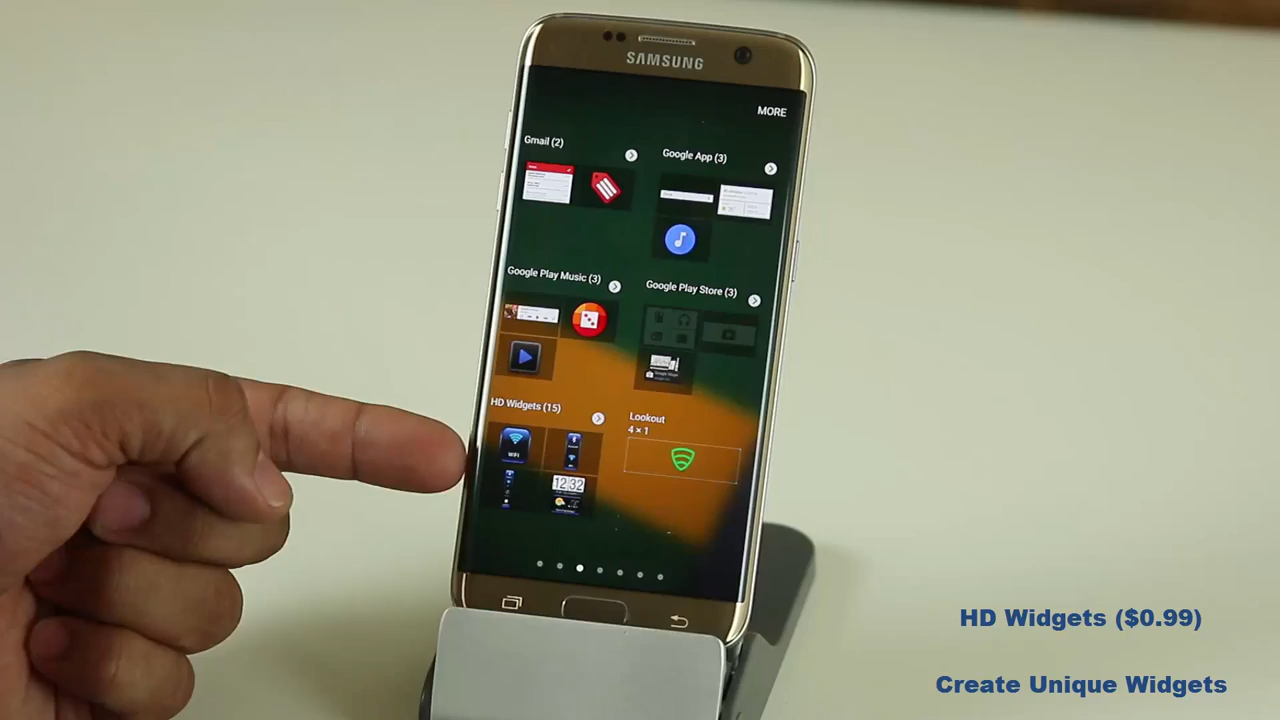 SAMSUNG
MORE
Gmail (2)
Google App (3)
Google Play Music (3)
Google Play Store (3)
HD Widgets (15)
Lookout
4 × 1
WIFI
12:32
HD Widgets ($0.99)
Create Unique Widgets